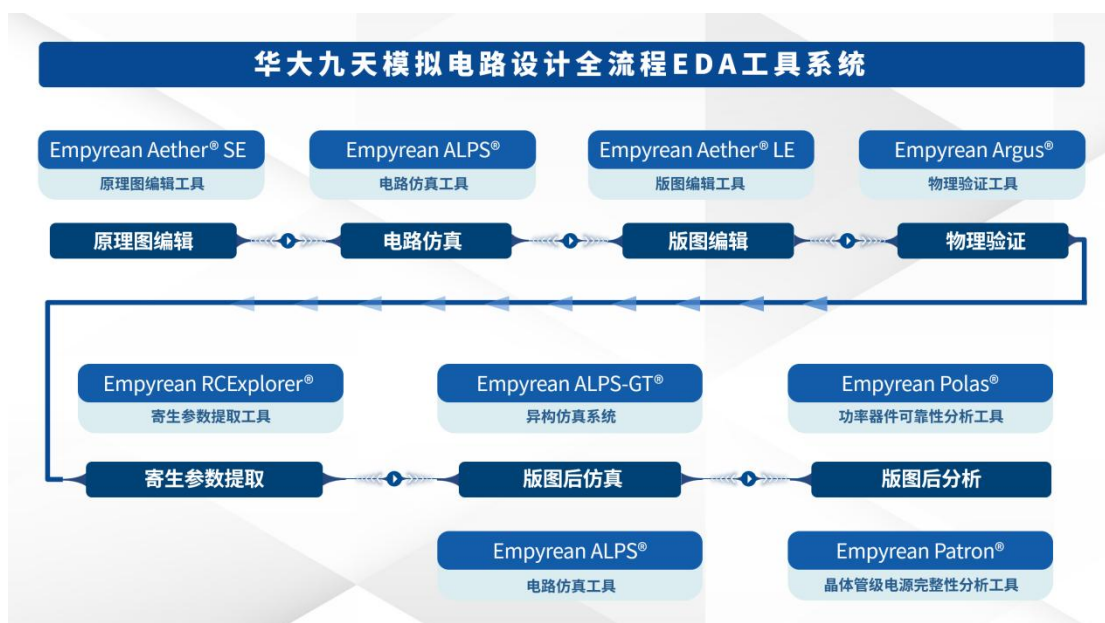 华大九天模拟电路设计全流程EDA工具系统
Empyrean Aether® SE
原理图编辑工具
Empyrean ALPS®
电路仿真工具
Empyrean Aether® LE
版图编辑工具
Empyrean Argus®
物理验证工具
原理图编辑
电路仿真
版图编辑
物理验证
Empyrean RCExplorer®
寄生参数提取工具
Empyrean ALPS-GT®
异构仿真系统
Empyrean Polas®
功率器件可靠性分析工具
寄生参数提取
版图后仿真
版图后分析
Empyrean ALPS®
电路仿真工具
Empyrean Patron®
晶体管级电源完整性分析工具